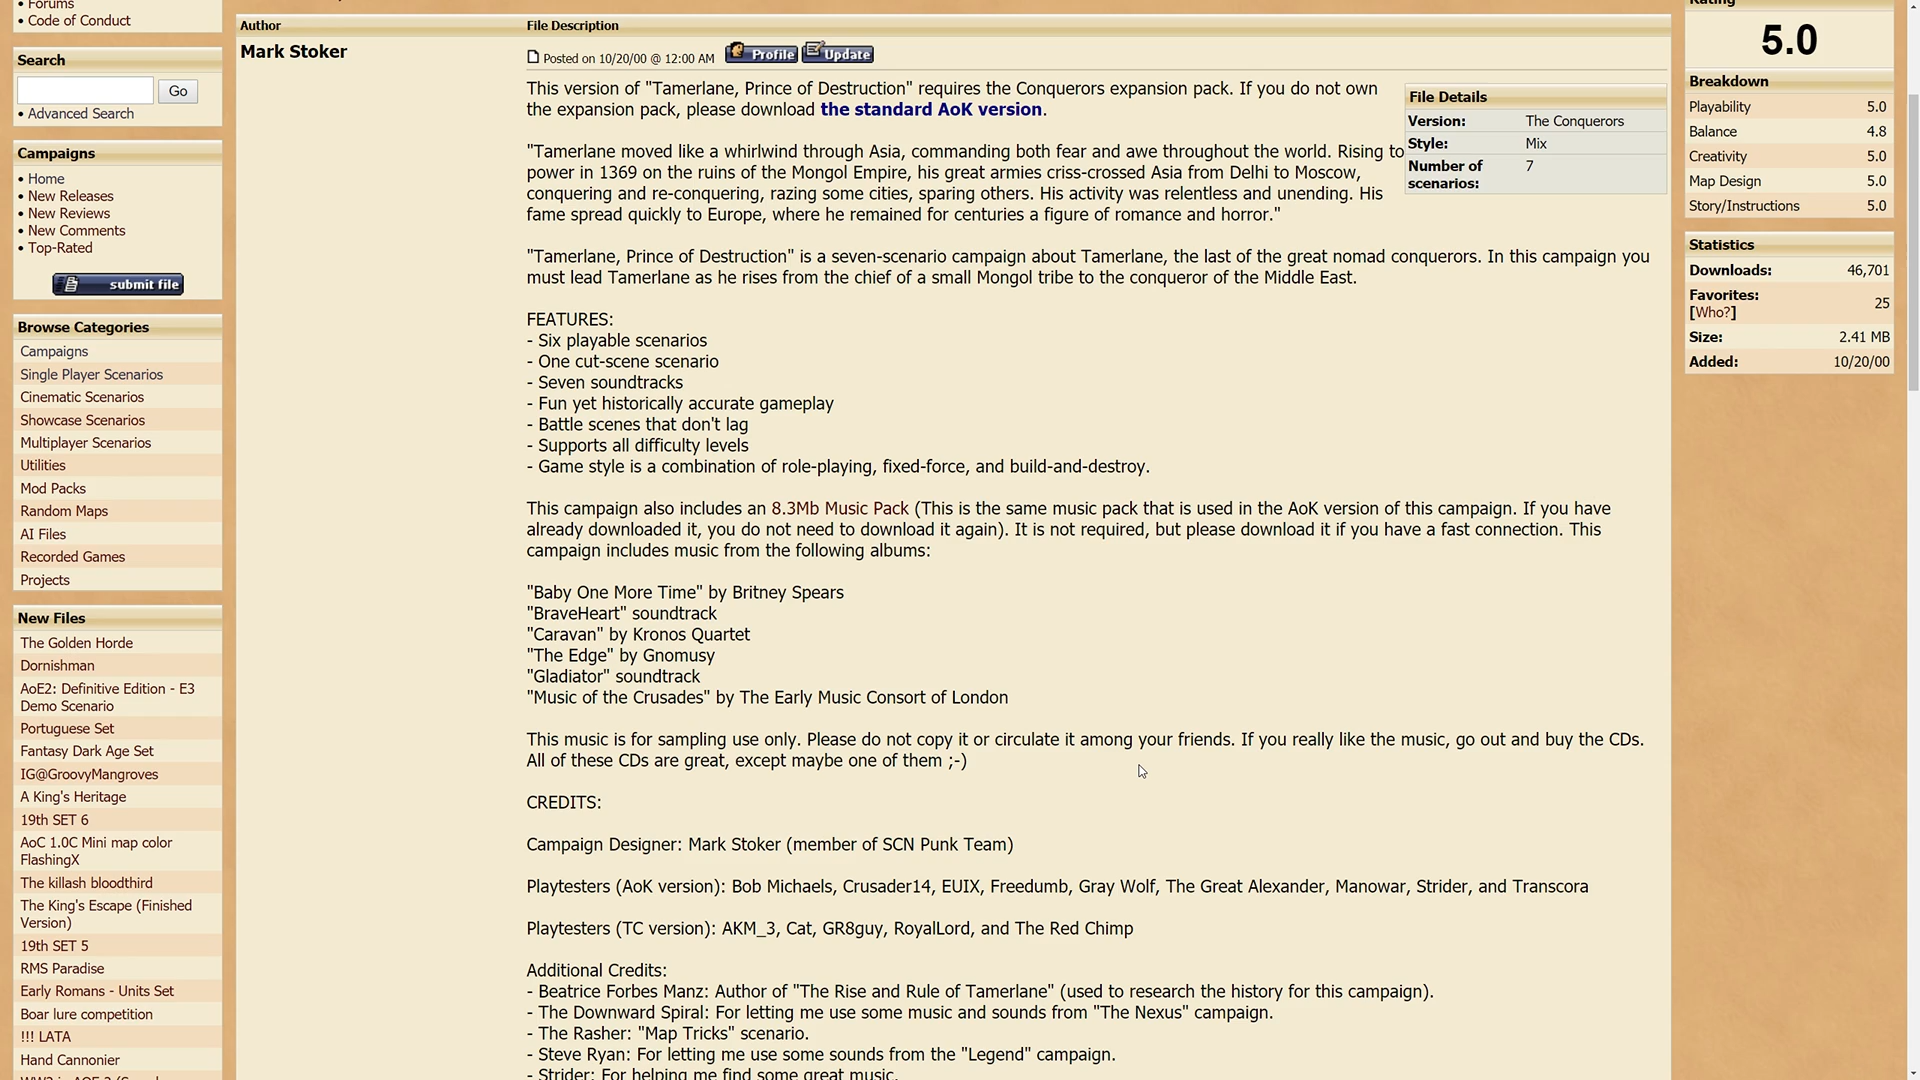 • Forums
• Code of Conduct
Search
Go
• Advanced Search
Campaigns
• Home
• New Releases
• New Reviews
• New Comments
• Top-Rated
submit file
Browse Categories
Campaigns
Single Player Scenarios
Cinematic Scenarios
Showcase Scenarios
Multiplayer Scenarios
Utilities
Mod Packs
Random Maps
AI Files
Recorded Games
Projects
New Files
The Golden Horde
Dornishman
AoE2: Definitive Edition - E3
Demo Scenario
Portuguese Set
Fantasy Dark Age Set
IG@GroovyMangroves
A King's Heritage
19th SET 6
AoC 1.0C Mini map color
FlashingX
The killash bloodthird
The King's Escape (Finished
Version)
19th SET 5
RMS Paradise
Early Romans - Units Set
Boar lure competition
!!! LATA
Hand Cannonier
Author
File Description
Mark Stoker
Posted on 10/20/00 @ 12:00 AM Profile Update
This version of "Tamerlane, Prince of Destruction" requires the Conquerors expansion pack. If you do not own
the expansion pack, please download the standard AoK version.
"Tamerlane moved like a whirlwind through Asia, commanding both fear and awe throughout the world. Rising to
power in 1369 on the ruins of the Mongol Empire, his great armies criss-crossed Asia from Delhi to Moscow,
conquering and re-conquering, razing some cities, sparing others. His activity was relentless and unending. His
fame spread quickly to Europe, where he remained for centuries a figure of romance and horror."
File Details
Version: The Conquerors
Style: Mix
Number of 7
scenarios:
"Tamerlane, Prince of Destruction" is a seven-scenario campaign about Tamerlane, the last of the great nomad conquerors. In this campaign you
must lead Tamerlane as he rises from the chief of a small Mongol tribe to the conqueror of the Middle East.
FEATURES:
- Six playable scenarios
- One cut-scene scenario
- Seven soundtracks
- Fun yet historically accurate gameplay
- Battle scenes that don't lag
- Supports all difficulty levels
- Game style is a combination of role-playing, fixed-force, and build-and-destroy.
This campaign also includes an 8.3Mb Music Pack (This is the same music pack that is used in the AoK version of this campaign. If you have
already downloaded it, you do not need to download it again). It is not required, but please download it if you have a fast connection. This
campaign includes music from the following albums:
"Baby One More Time" by Britney Spears
"BraveHeart" soundtrack
"Caravan" by Kronos Quartet
"The Edge" by Gnomusy
"Gladiator" soundtrack
"Music of the Crusades" by The Early Music Consort of London
This music is for sampling use only. Please do not copy it or circulate it among your friends. If you really like the music, go out and buy the CDs.
All of these CDs are great, except maybe one of them ;-)
CREDITS:
Campaign Designer: Mark Stoker (member of SCN Punk Team)
Playtesters (AoK version): Bob Michaels, Crusader14, EUIX, Freedumb, Gray Wolf, The Great Alexander, Manowar, Strider, and Transcora
Playtesters (TC version): AKM_3, Cat, GR8guy, RoyalLord, and The Red Chimp
Additional Credits:
- Beatrice Forbes Manz: Author of "The Rise and Rule of Tamerlane" (used to research the history for this campaign).
- The Downward Spiral: For letting me use some music and sounds from "The Nexus" campaign.
- The Rasher: "Map Tricks" scenario.
- Steve Ryan: For letting me use some sounds from the "Legend" campaign.
- Strider: For helping me find some great music.
Rating
5.0
Breakdown
Playability 5.0
Balance 4.8
Creativity 5.0
Map Design 5.0
Story/Instructions 5.0
Statistics
Downloads: 46,701
Favorites: 25
[Who?]
Size: 2.41 MB
Added: 10/20/00